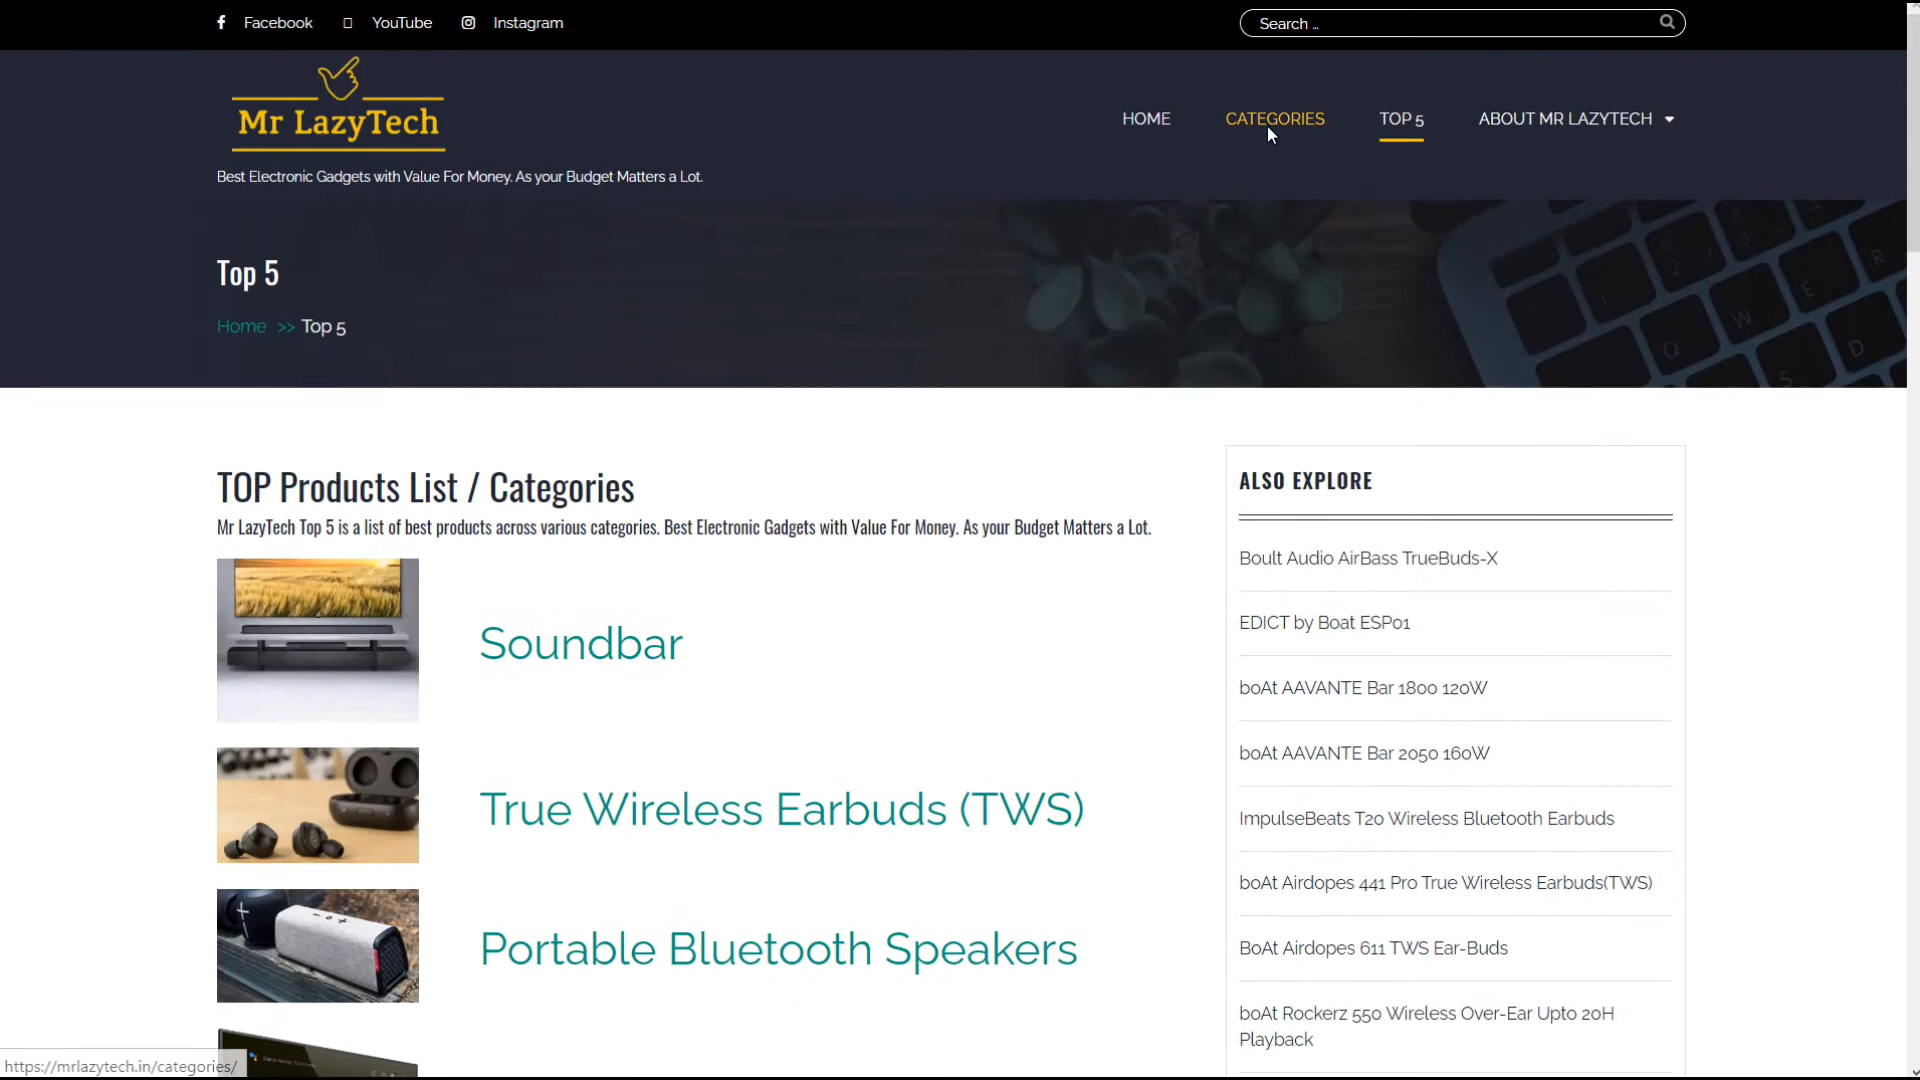 Facebook YouTube Instagram
Search ...
Mr LazyTech
HOME CATEGORIES TOP 5 ABOUT MR LAZYTECH
Best Electronic Gadgets with Value For Money. As your Budget Matters a Lot.
Top 5
Home >> Top 5
TOP Products List / Categories
Mr LazyTech Top 5 is a list of best products across various categories. Best Electronic Gadgets with Value For Money. As your Budget Matters a Lot.
Soundbar
True Wireless Earbuds (TWS)
Portable Bluetooth Speakers
ALSO EXPLORE
Boult Audio AirBass TrueBuds-X
EDICT by Boat ESP01
boAt AAVANTE Bar 1800 120W
boAt AAVANTE Bar 2050 160W
ImpulseBeats T20 Wireless Bluetooth Earbuds
boAt Airdopes 441 Pro True Wireless Earbuds(TWS)
BoAt Airdopes 611 TWS Ear-Buds
boAt Rockerz 550 Wireless Over-Ear Upto 20H
Playback
https://mrlazytech.in/categories/